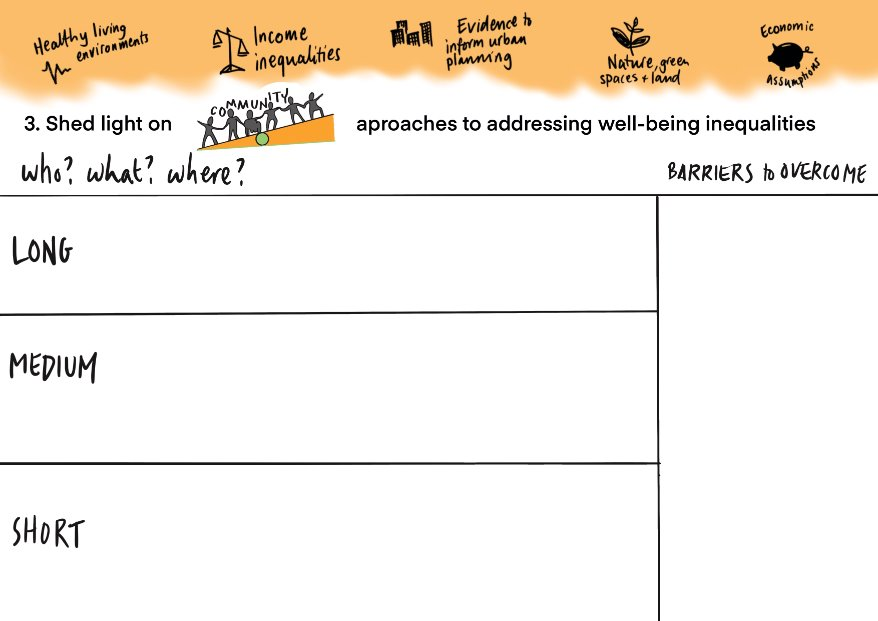 Healthy living
environments
Income
inequalities
Evidence to
inform urban
planning
Nature, green
spaces + land
Economic
Assumptions
COMMUNITY
3. Shed light on aproaches to addressing well-being inequalities
who? what? where?
BARRIERS to OVERCOME
LONG
MEDIUM
SHORT